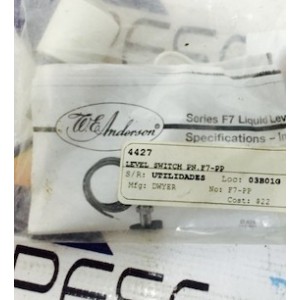 W.E. Anderson
Series F7 Liquid Lev
Specifications - In
4427
LEVEL SWITCH PN.F7-PP
S/R: UTILIDADES Loc: 03B01G
Mfg: DWYER No: F7-PP
Cost: 922